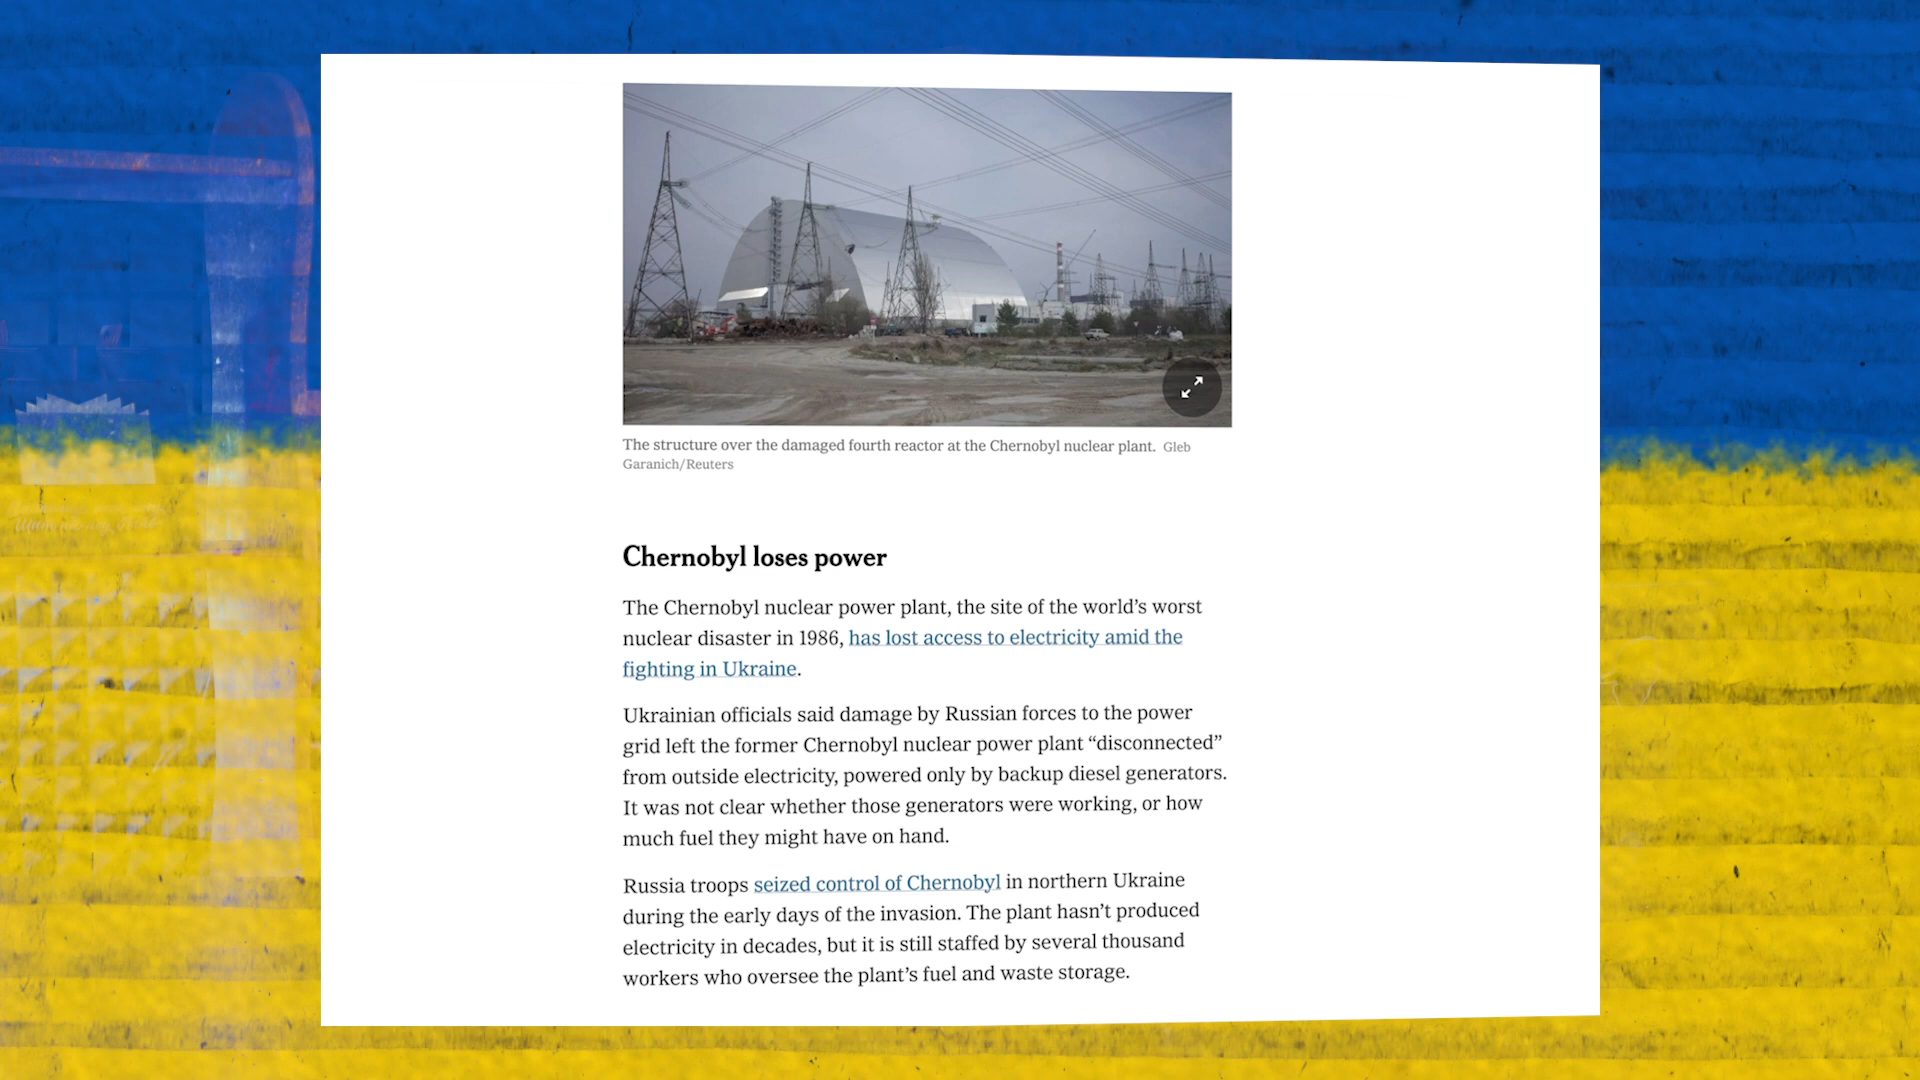 The structure over the damaged fourth reactor at the Chernobyl nuclear plant. Gleb
Garanich/Reuters
Chernobyl loses power
The Chernobyl nuclear power plant, the site of the world’s worst
nuclear disaster in 1986, has lost access to electricity amid the
fighting in Ukraine.
Ukrainian officials said damage by Russian forces to the power
grid left the former Chernobyl nuclear power plant “disconnected”
from outside electricity, powered only by backup diesel generators.
It was not clear whether those generators were working, or how
much fuel they might have on hand.
Russia troops seized control of Chernobyl in northern Ukraine
during the early days of the invasion. The plant hasn’t produced
electricity in decades, but it is still staffed by several thousand
workers who oversee the plant’s fuel and waste storage.